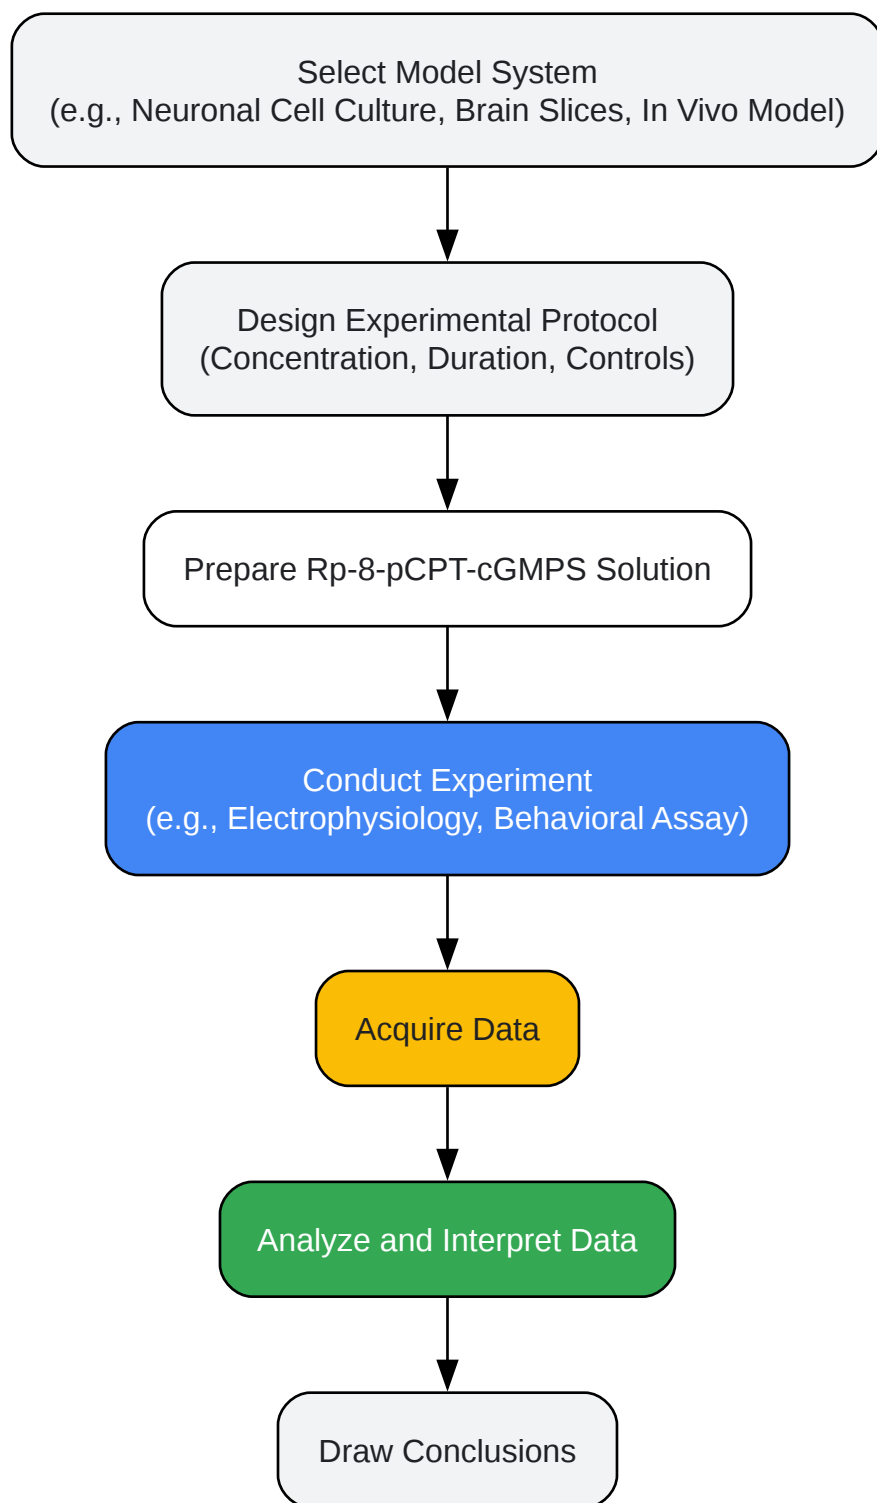 Select Model System
(e.g., Neuronal Cell Culture, Brain Slices, In Vivo Model)
Design Experimental Protocol
(Concentration, Duration, Controls)
Prepare Rp-8-pCPT-cGMPS Solution
Conduct Experiment
(e.g., Electrophysiology, Behavioral Assay)
Acquire Data
Analyze and Interpret Data
Draw Conclusions